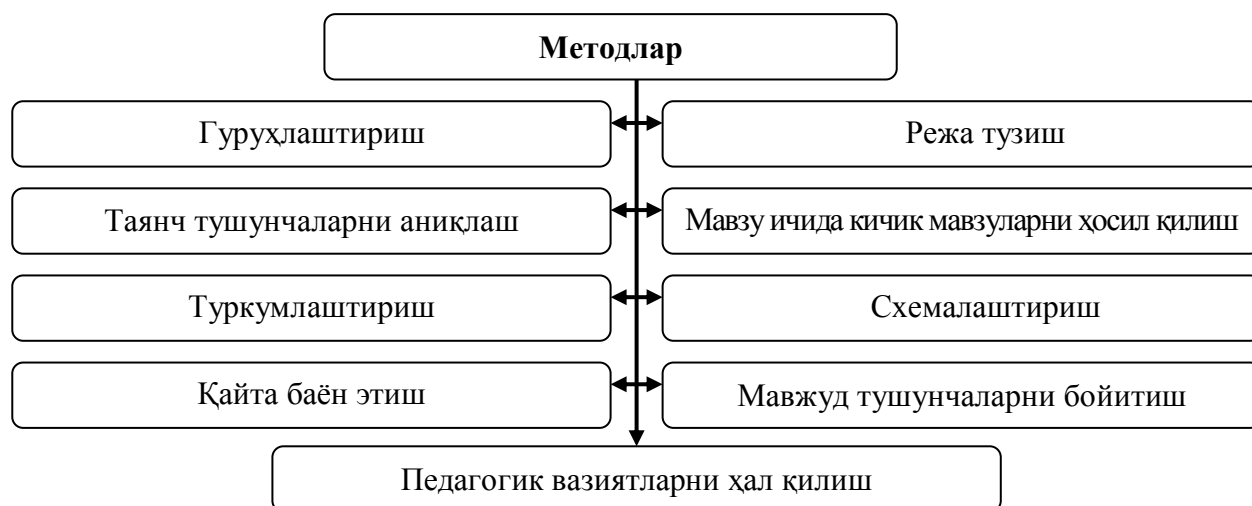 Методлар
Гуруҳлаштириш
Режа тузиш
Таянч тушунчаларни аниқлаш
Мавзу ичида кичик мавзуларни ҳосил қилиш
Туркумлаштириш
Схемалаштириш
Қайта баён этиш
Мавжуд тушунчаларни бойитиш
Педагогик вазиятларни ҳал қилиш